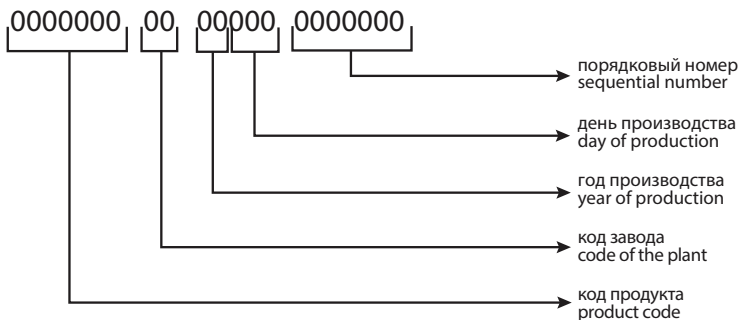 0000000 00 00000 0000000
порядковый номер
sequential number
день производства
day of production
год производства
year of production
код завода
code of the plant
код продукта
product code